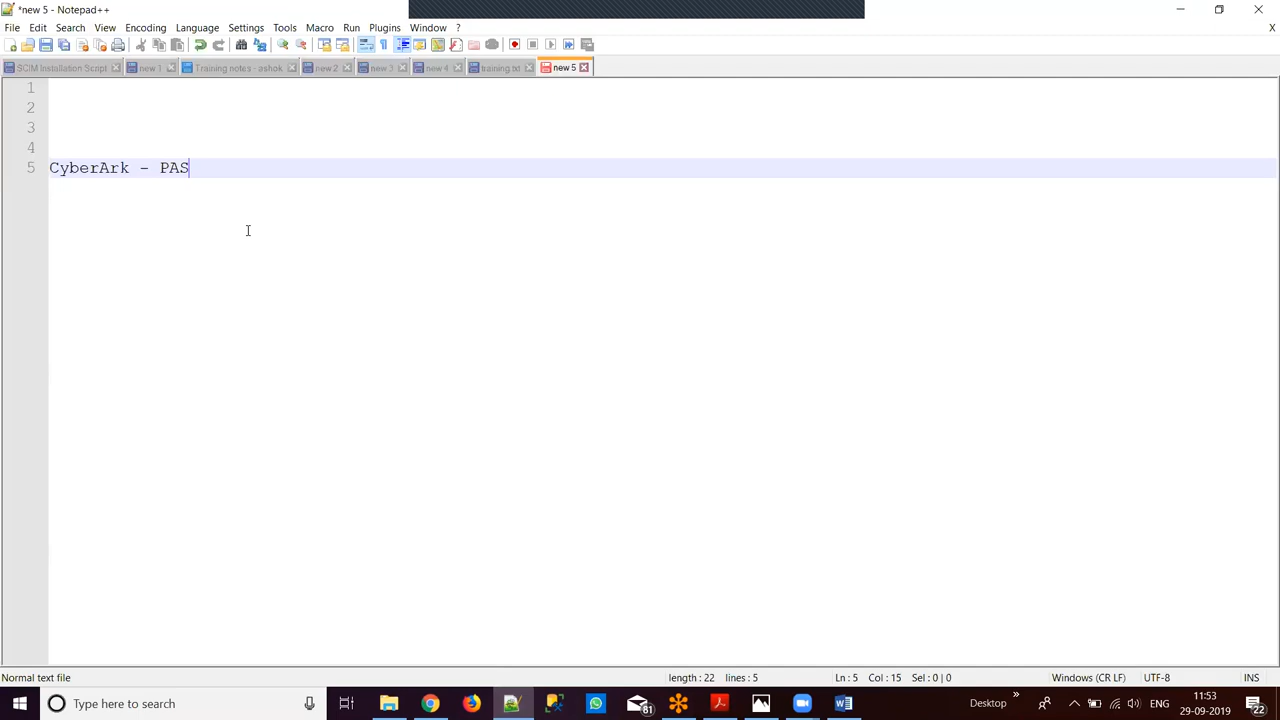 *new 5 - Notepad++
File Edit Search View Encoding Language Settings Tools Macro Run Plugins Window ? X
SCIM Installation Script new 1 Training notes - ashok new 2 new 3 new 4 training.txt new 5
1
2
3
4
5 CyberArk - PAS
Normal text file length : 22 lines : 5 Ln : 5 Col : 15 Sel : 0 | 0 Windows (CR LF) UTF-8 INS
Type here to search 61 Desktop » ENG 11:53
29-09-2019 22